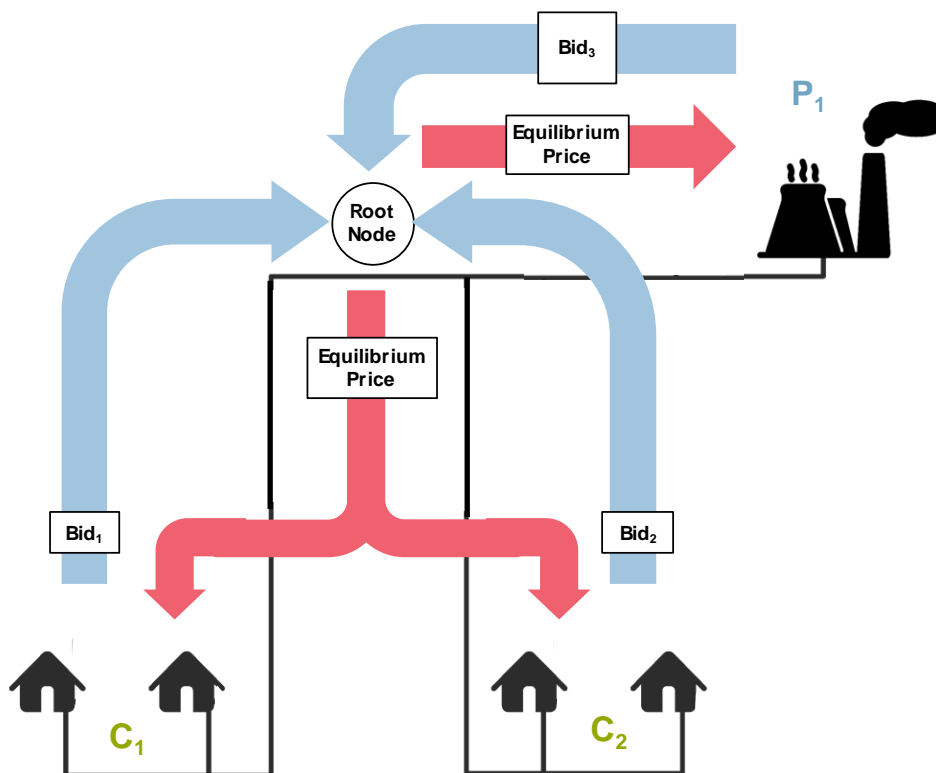 Bid₃
P₁
Equilibrium
Price
Root
Node
Equilibrium
Price
Bid₁
Bid₂
C₁
C₂